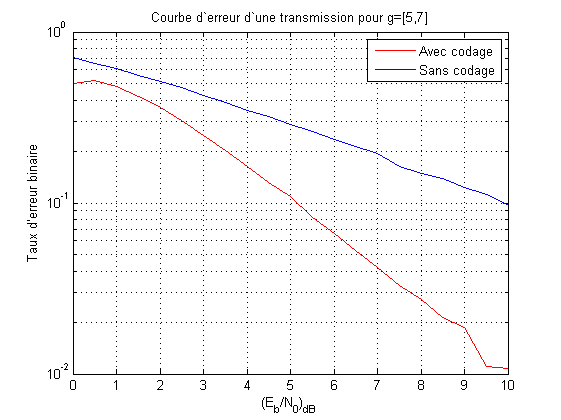 Courbe d`erreur d`une transmission pour g=[5,7]
Avec codage
Sans codage
Taux d'erreur binaire
10^0
10^-1
10^-2
0 1 2 3 4 5 6 7 8 9 10
(E_b/N_0)_dB